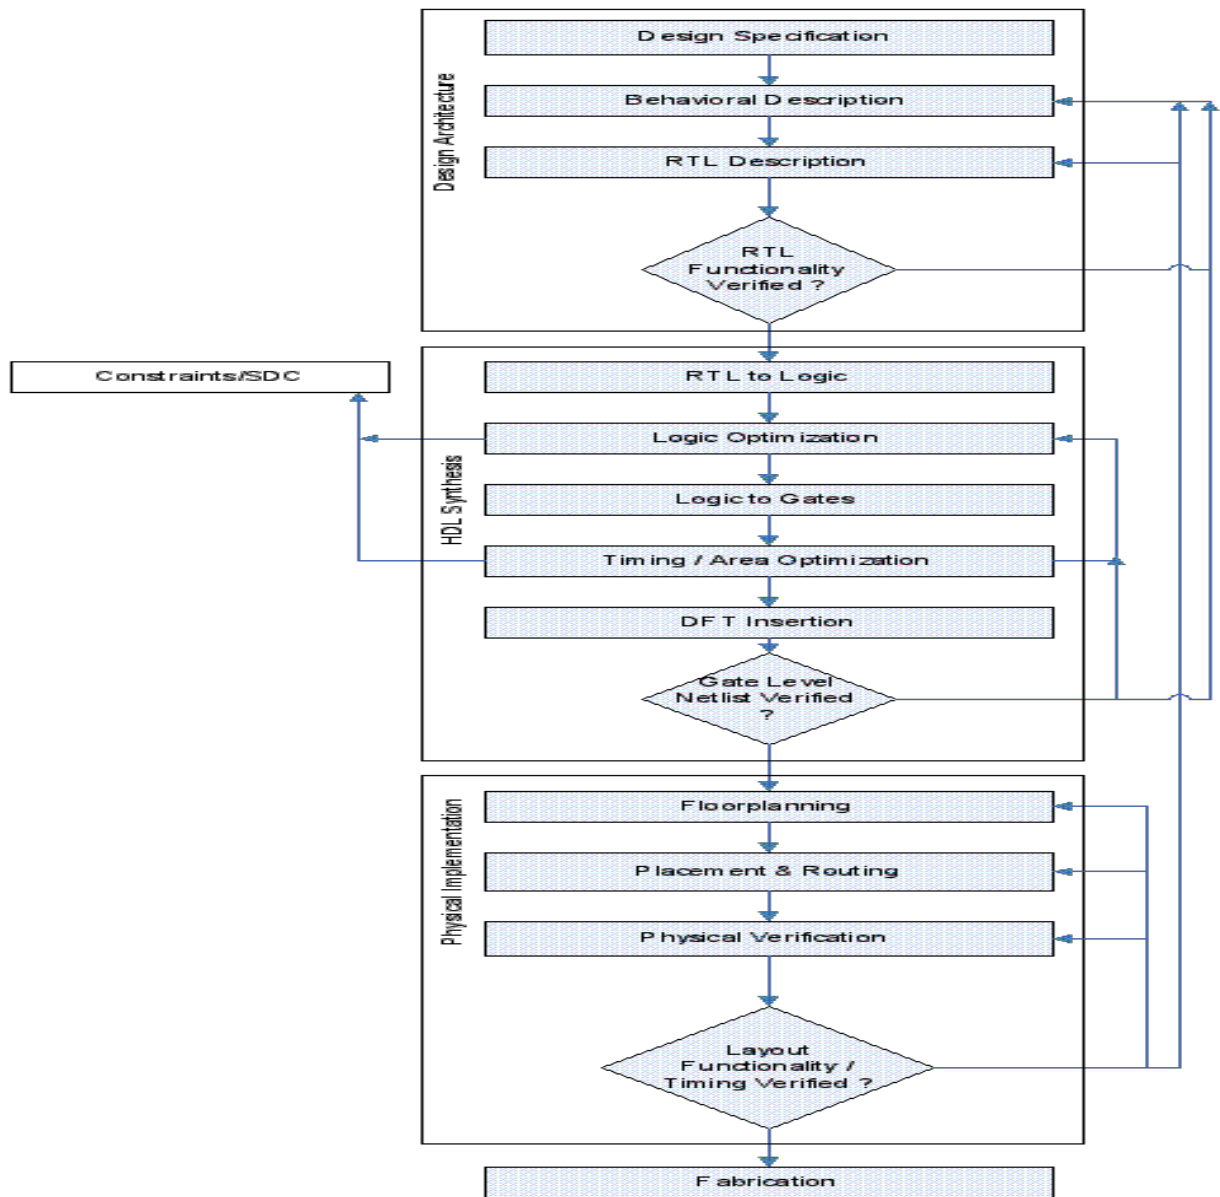 Design Specification
Design Architecture
Behavioral Description
RTL Description
RTL
Functionality
Verified ?
Constraints/SDC
RTL to Logic
HDL Synthesis
Logic Optimization
Logic to Gates
Timing / Area Optimization
DFT Insertion
Gate Level
Netlist Verified
?
Physical Implementation
Floorplanning
Placement & Routing
Physical Verification
Layout
Functionality /
Timing Verified ?
Fabrication